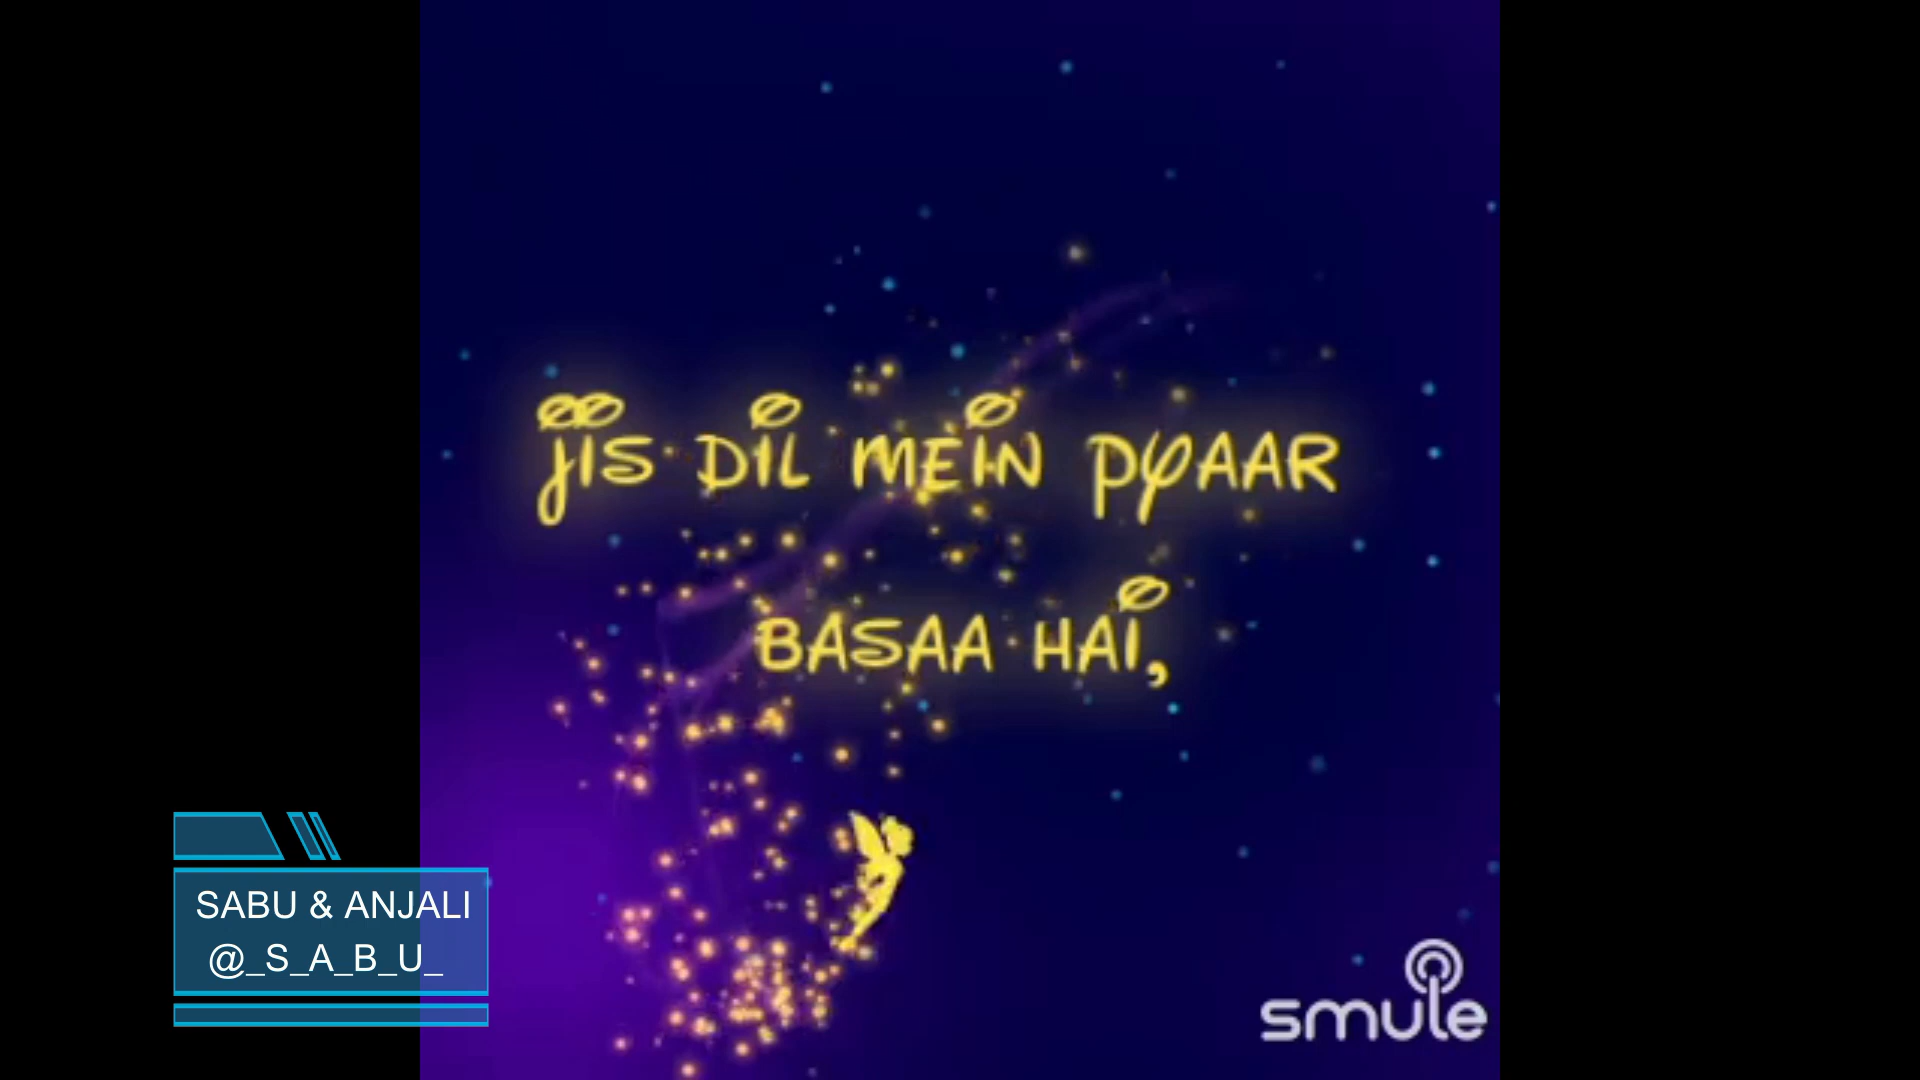 JIS DIL MEIN PYAAR
BASAA HAI,
SABU & ANJALI
@_S_A_B_U_
smule